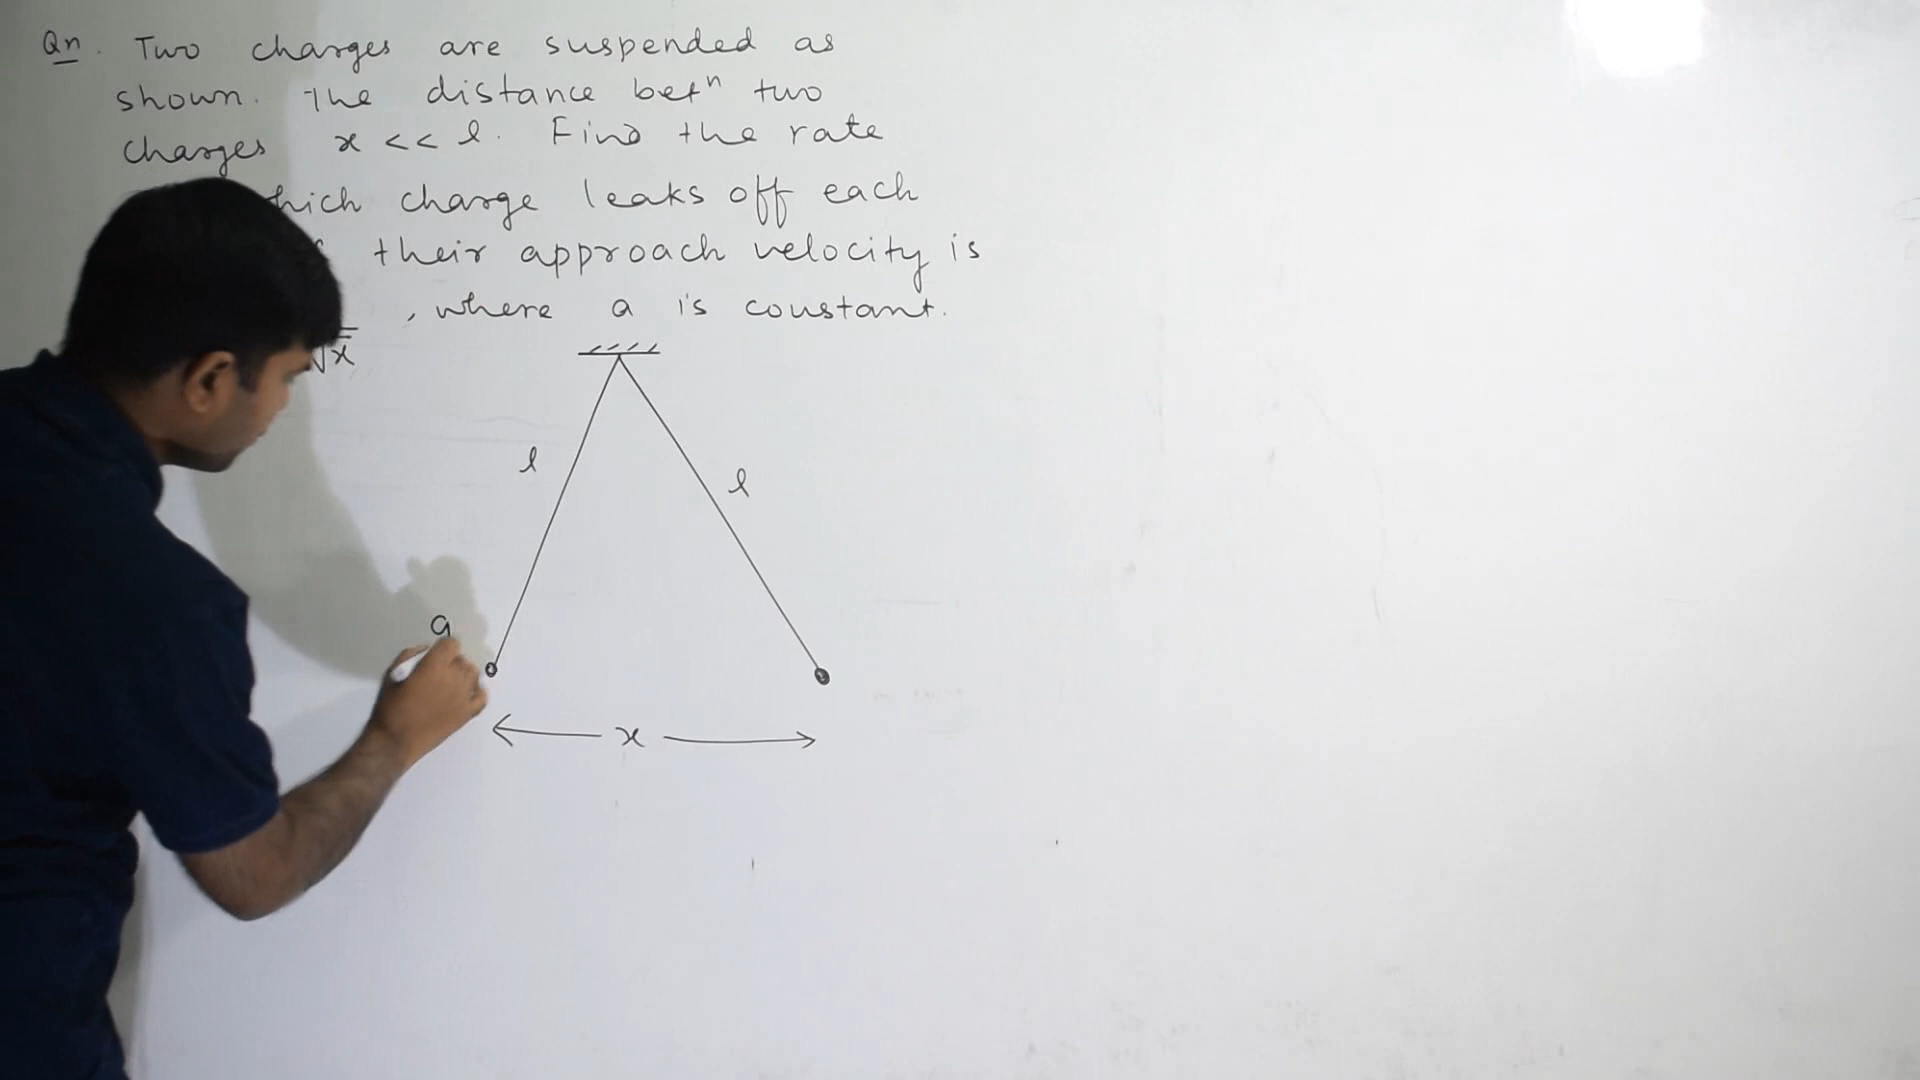 Qn. Two charges are suspended as
shown. The distance betⁿ two
charges x << l. Find the rate
hich charge leaks off each
their approach velocity is
, where a is constant.
√x
l
l
q
x